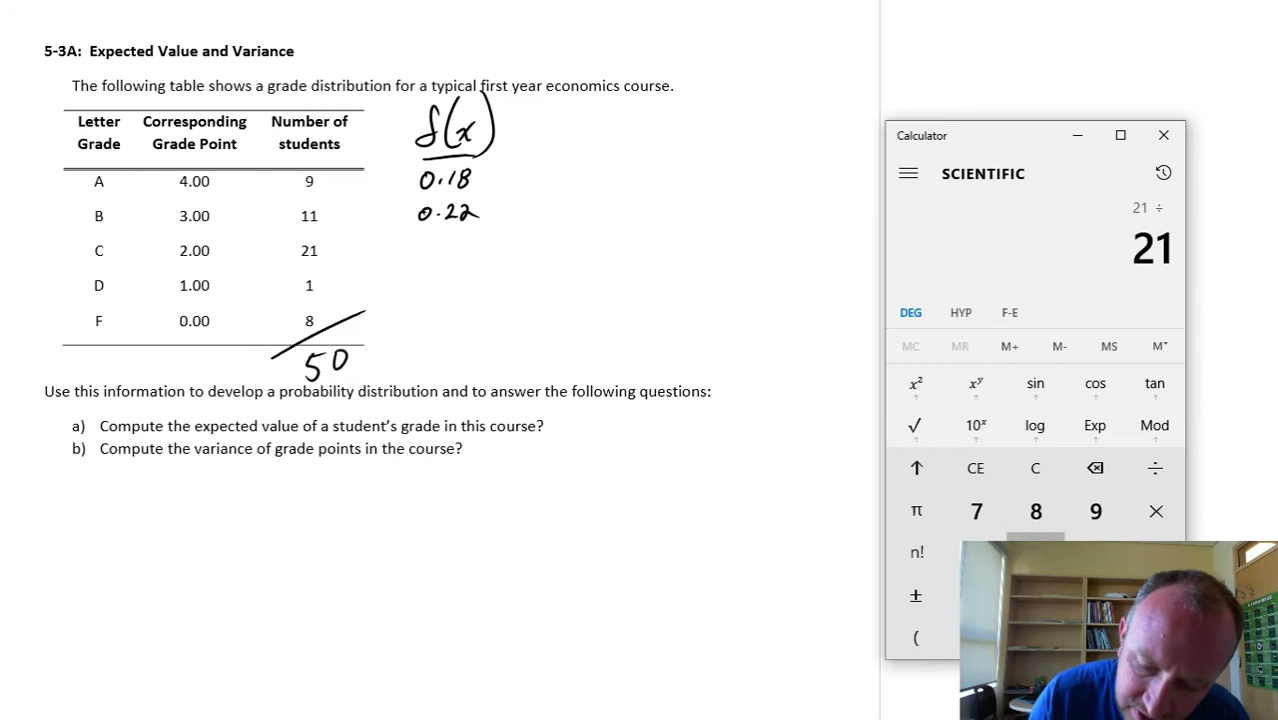 5-3A: Expected Value and Variance
The following table shows a grade distribution for a typical first year economics course.
Letter Grade Corresponding Grade Point Number of students f(x)
A 4.00 9 0.18
B 3.00 11 0.22
C 2.00 21
D 1.00 1
F 0.00 8
50
Use this information to develop a probability distribution and to answer the following questions:
a) Compute the expected value of a student's grade in this course?
b) Compute the variance of grade points in the course?
Calculator
SCIENTIFIC
21 ÷
21
DEG HYP F-E
MC MR M+ M- MS M˅
x² xʸ sin cos tan
√ 10ˣ log Exp Mod
↑ CE C ⌫ ÷
π 7 8 9 ×
n!
±
(